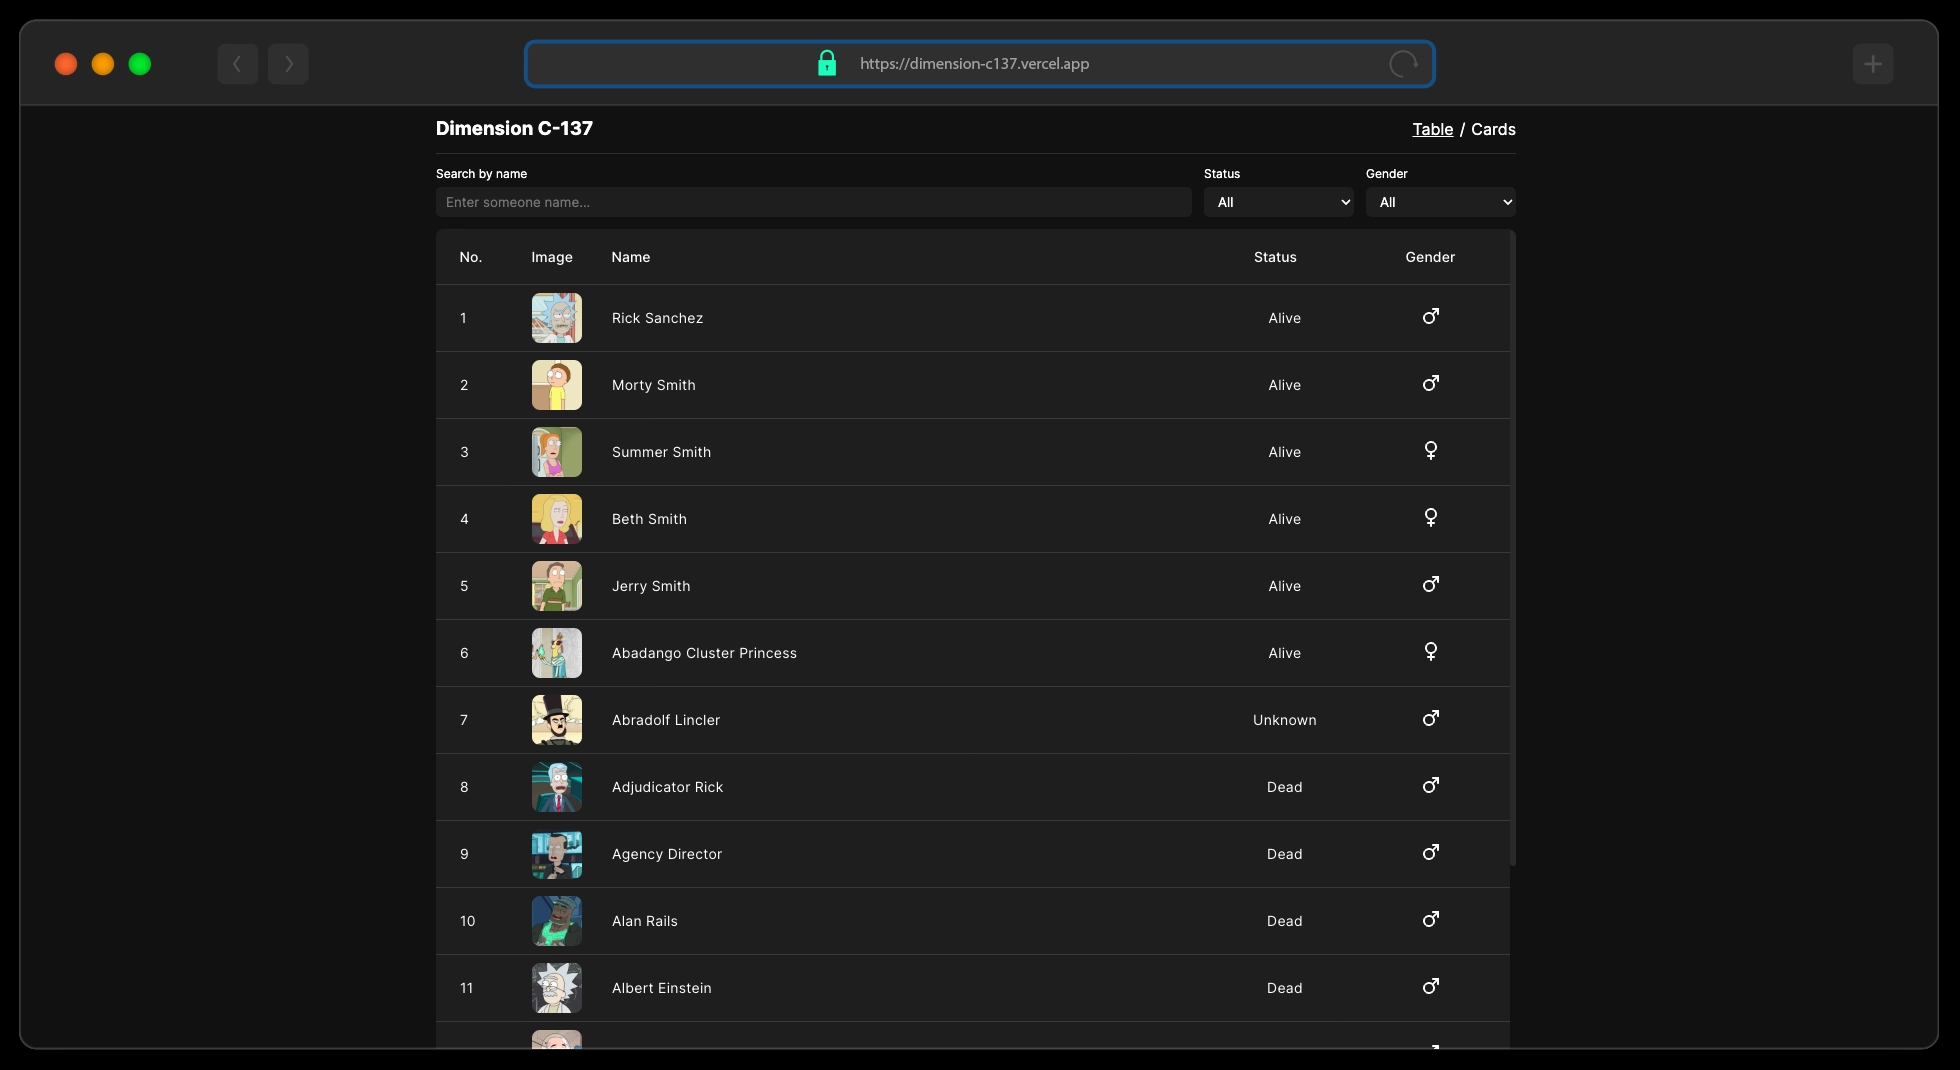 https://dimension-c137.vercel.app
Dimension C-137
Table / Cards
Search by name
Status
Gender
Enter someone name...
All
All
No. Image Name Status Gender
1 Rick Sanchez Alive ♂
2 Morty Smith Alive ♂
3 Summer Smith Alive ♀
4 Beth Smith Alive ♀
5 Jerry Smith Alive ♂
6 Abadango Cluster Princess Alive ♀
7 Abradolf Lincler Unknown ♂
8 Adjudicator Rick Dead ♂
9 Agency Director Dead ♂
10 Alan Rails Dead ♂
11 Albert Einstein Dead ♂